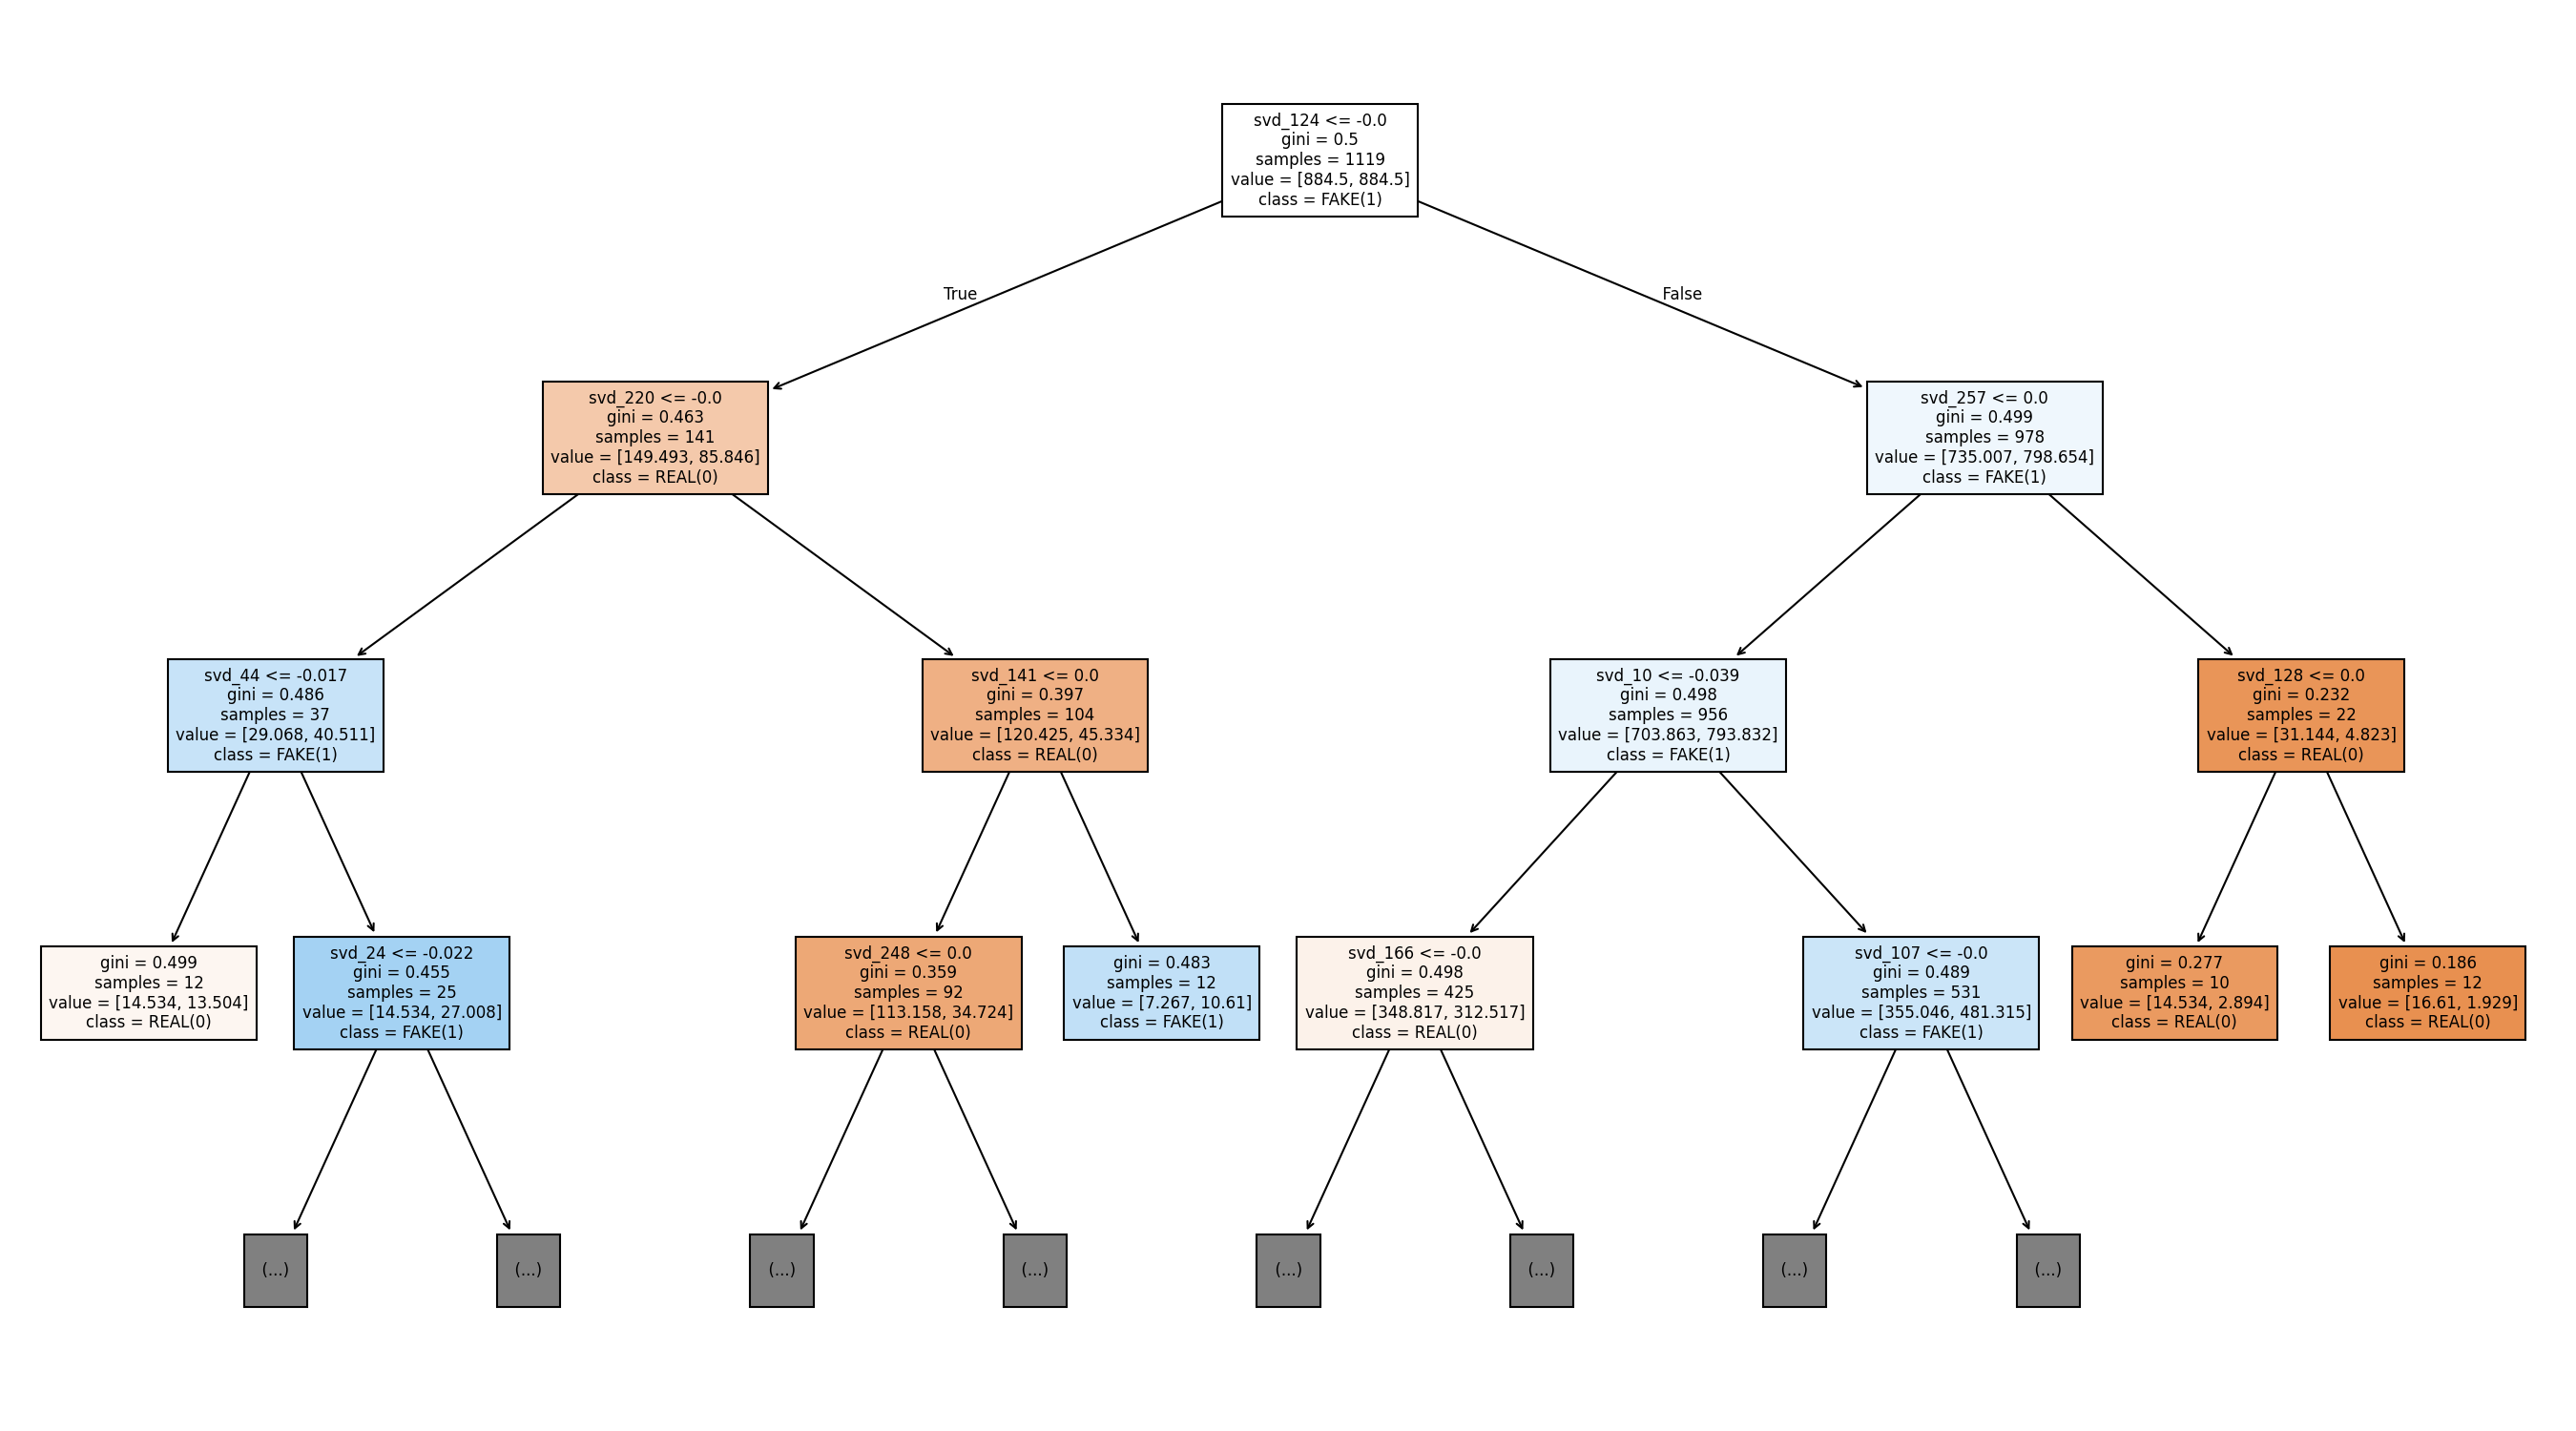 svd_124 <= -0.0
gini = 0.5
samples = 1119
value = [884.5, 884.5]
class = FAKE(1)
True
False
svd_220 <= -0.0
gini = 0.463
samples = 141
value = [149.493, 85.846]
class = REAL(0)
svd_257 <= 0.0
gini = 0.499
samples = 978
value = [735.007, 798.654]
class = FAKE(1)
svd_44 <= -0.017
gini = 0.486
samples = 37
value = [29.068, 40.511]
class = FAKE(1)
svd_141 <= 0.0
gini = 0.397
samples = 104
value = [120.425, 45.334]
class = REAL(0)
svd_10 <= -0.039
gini = 0.498
samples = 956
value = [703.863, 793.832]
class = FAKE(1)
svd_128 <= 0.0
gini = 0.232
samples = 22
value = [31.144, 4.823]
class = REAL(0)
gini = 0.499
samples = 12
value = [14.534, 13.504]
class = REAL(0)
svd_24 <= -0.022
gini = 0.455
samples = 25
value = [14.534, 27.008]
class = FAKE(1)
svd_248 <= 0.0
gini = 0.359
samples = 92
value = [113.158, 34.724]
class = REAL(0)
gini = 0.483
samples = 12
value = [7.267, 10.61]
class = FAKE(1)
svd_166 <= -0.0
gini = 0.498
samples = 425
value = [348.817, 312.517]
class = REAL(0)
svd_107 <= -0.0
gini = 0.489
samples = 531
value = [355.046, 481.315]
class = FAKE(1)
gini = 0.277
samples = 10
value = [14.534, 2.894]
class = REAL(0)
gini = 0.186
samples = 12
value = [16.61, 1.929]
class = REAL(0)
(...)
(...)
(...)
(...)
(...)
(...)
(...)
(...)